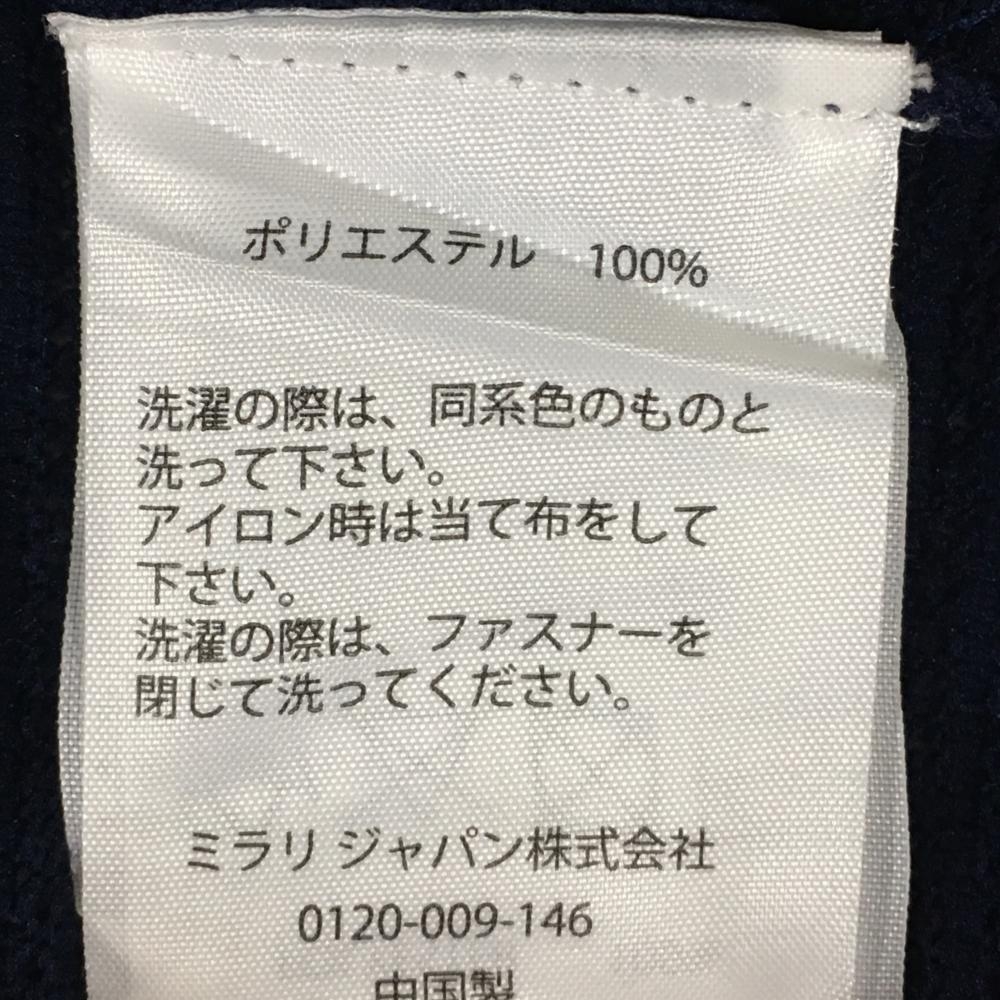 ポリエステル　100%
洗濯の際は、同系色のものと
洗って下さい。
アイロン時は当て布をして
下さい。
洗濯の際は、ファスナーを
閉じて洗ってください。
ミラリ ジャパン株式会社
0120-009-146
中国製